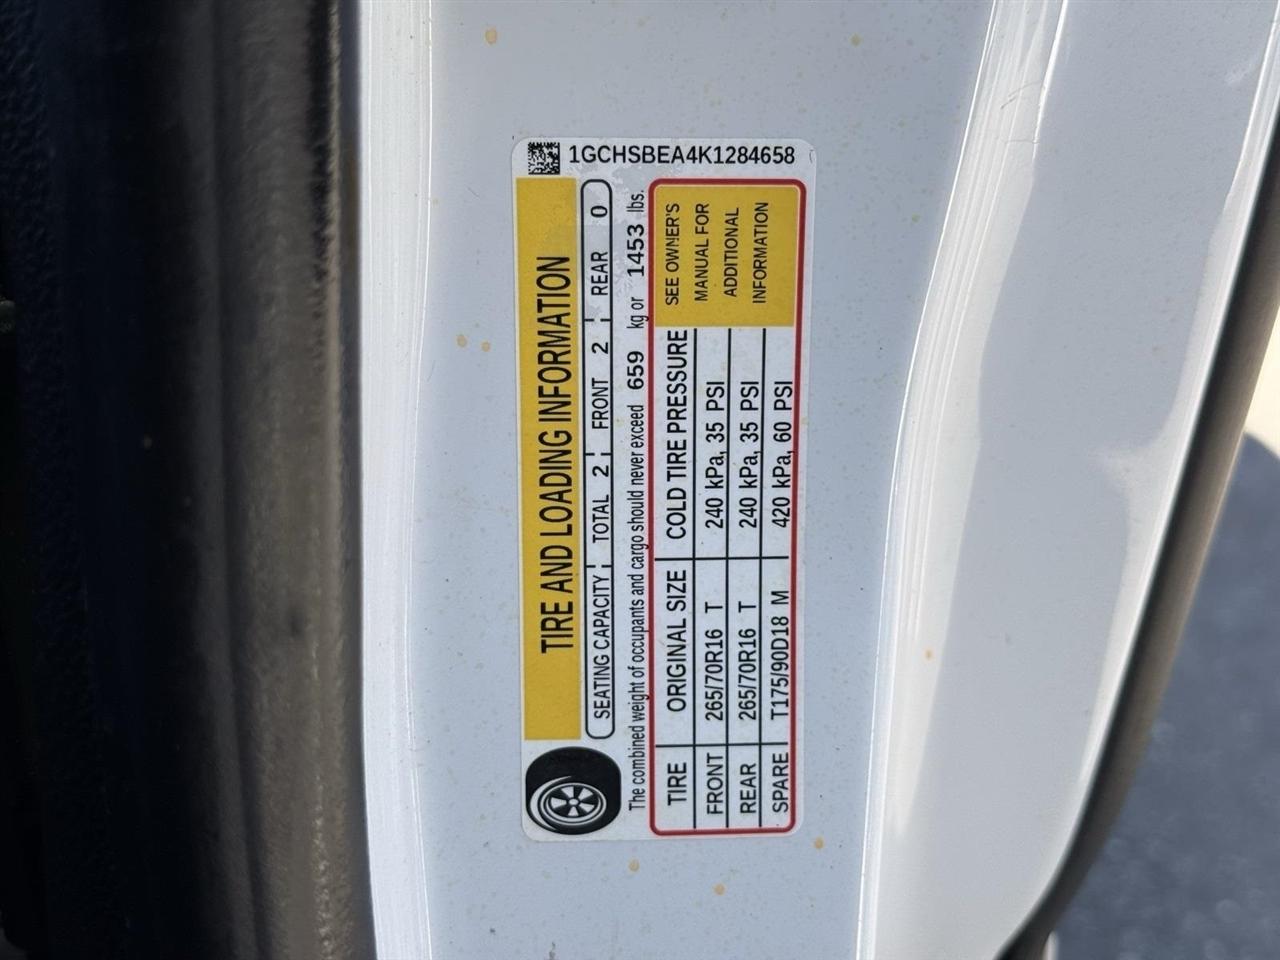 1GCHSBEA4K1284658
TIRE AND LOADING INFORMATION
SEATING CAPACITY TOTAL 2 FRONT 2 REAR 0
The combined weight of occupants and cargo should never exceed 659 kg or 1453 lbs.
TIRE ORIGINAL SIZE COLD TIRE PRESSURE
FRONT 265/70R16 T 240 kPa, 35 PSI
REAR 265/70R16 T 240 kPa, 35 PSI
SPARE T175/90D18 M 420 kPa, 60 PSI
SEE OWNER'S
MANUAL FOR
ADDITIONAL
INFORMATION